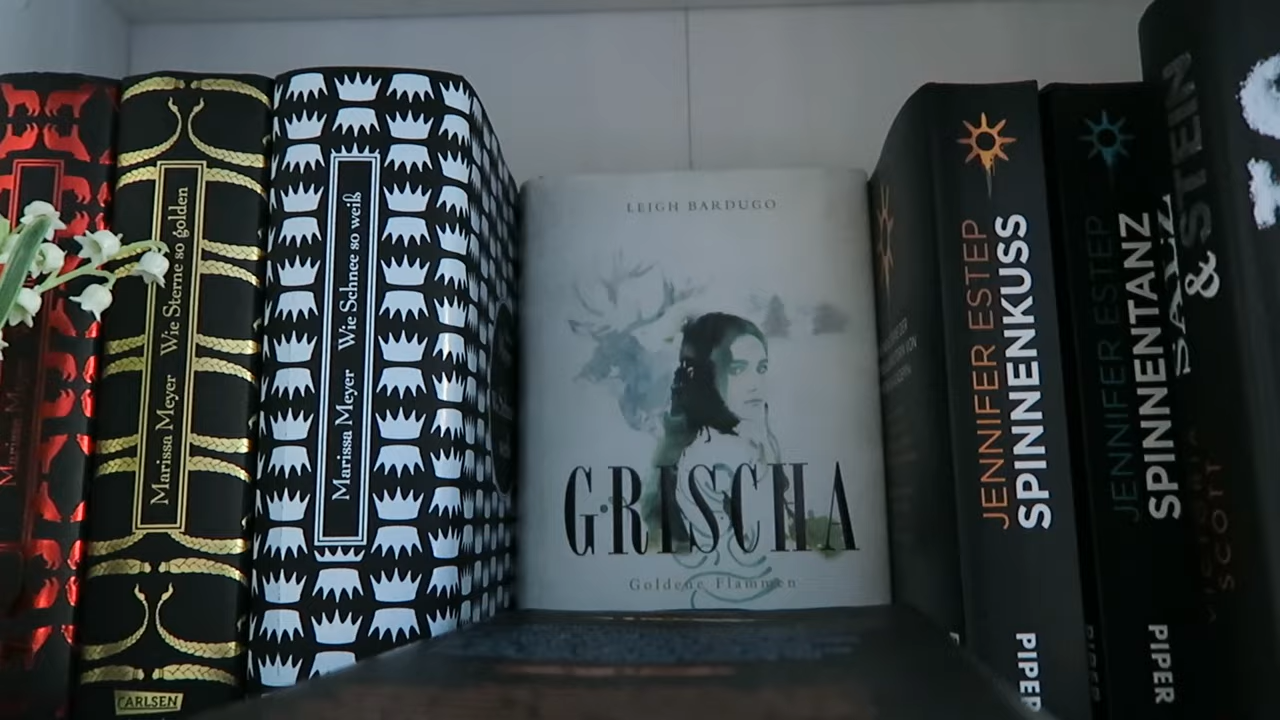 Marissa Meyer Wie Sterne so golden
CARLSEN
Marissa Meyer Wie Schnee so weiß
LEIGH BARDUGO
GRISCHA
Goldene Flammen
JENNIFER ESTEP
SPINNENKUSS
PIPER
JENNIFER ESTEP
SPINNENTANZ
PIPER
SALZ
& STEIN
SCOTT